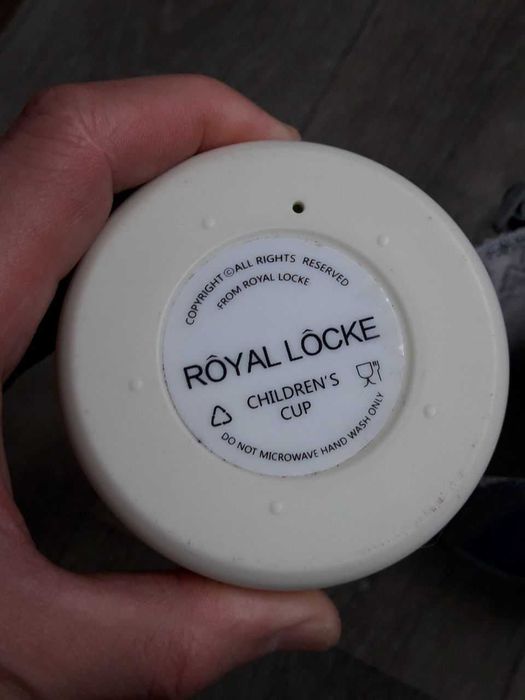 COPYRIGHT ©ALL RIGHTS RESERVED
FROM ROYAL LOCKE
RÔYAL LÔCKE
CHILDREN'S
CUP
DO NOT MICROWAVE HAND WASH ONLY